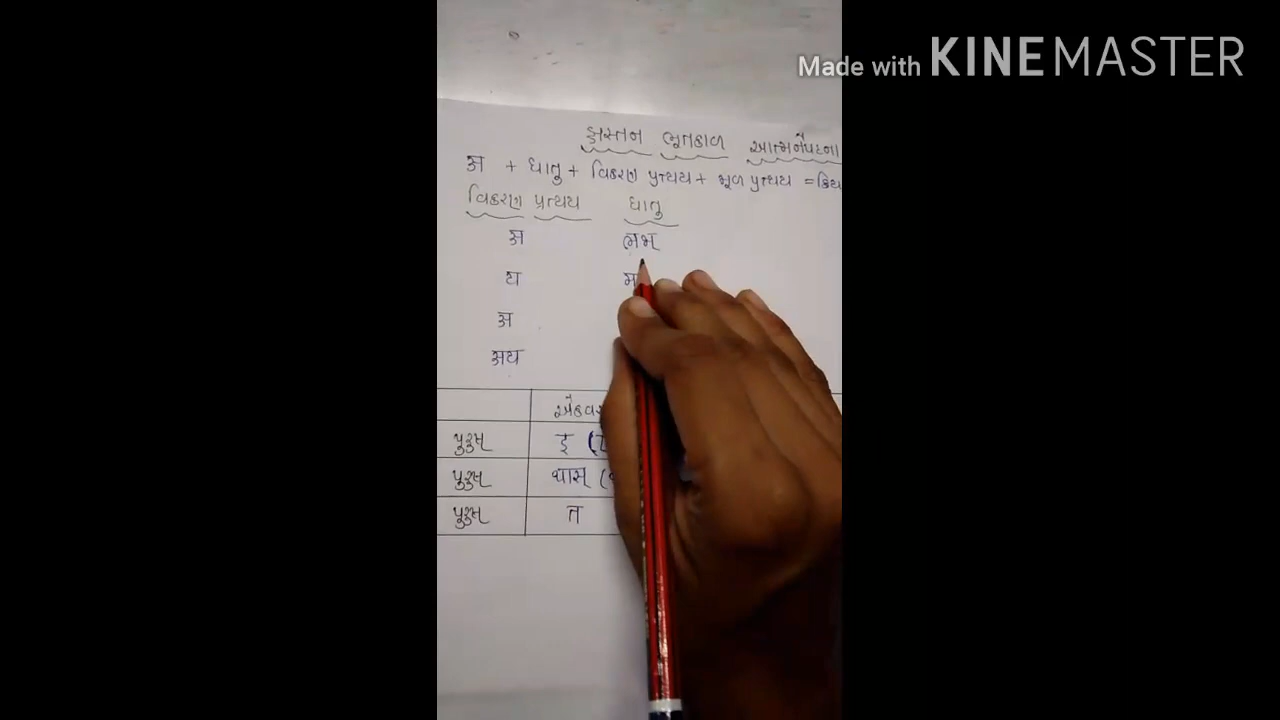 Made with KINEMASTER
હ્યસ્તન ભૂતકાળ આત્મનેપદના
अ + ધાતુ + વિકરણ પ્રત્યય + મૂળ પ્રત્યય =
વિકરણ પ્રત્યય ધાતુ
अ लभ्
य
अ
अय
પુરુષ इ
પુરુષ थास्
પુરુષ त